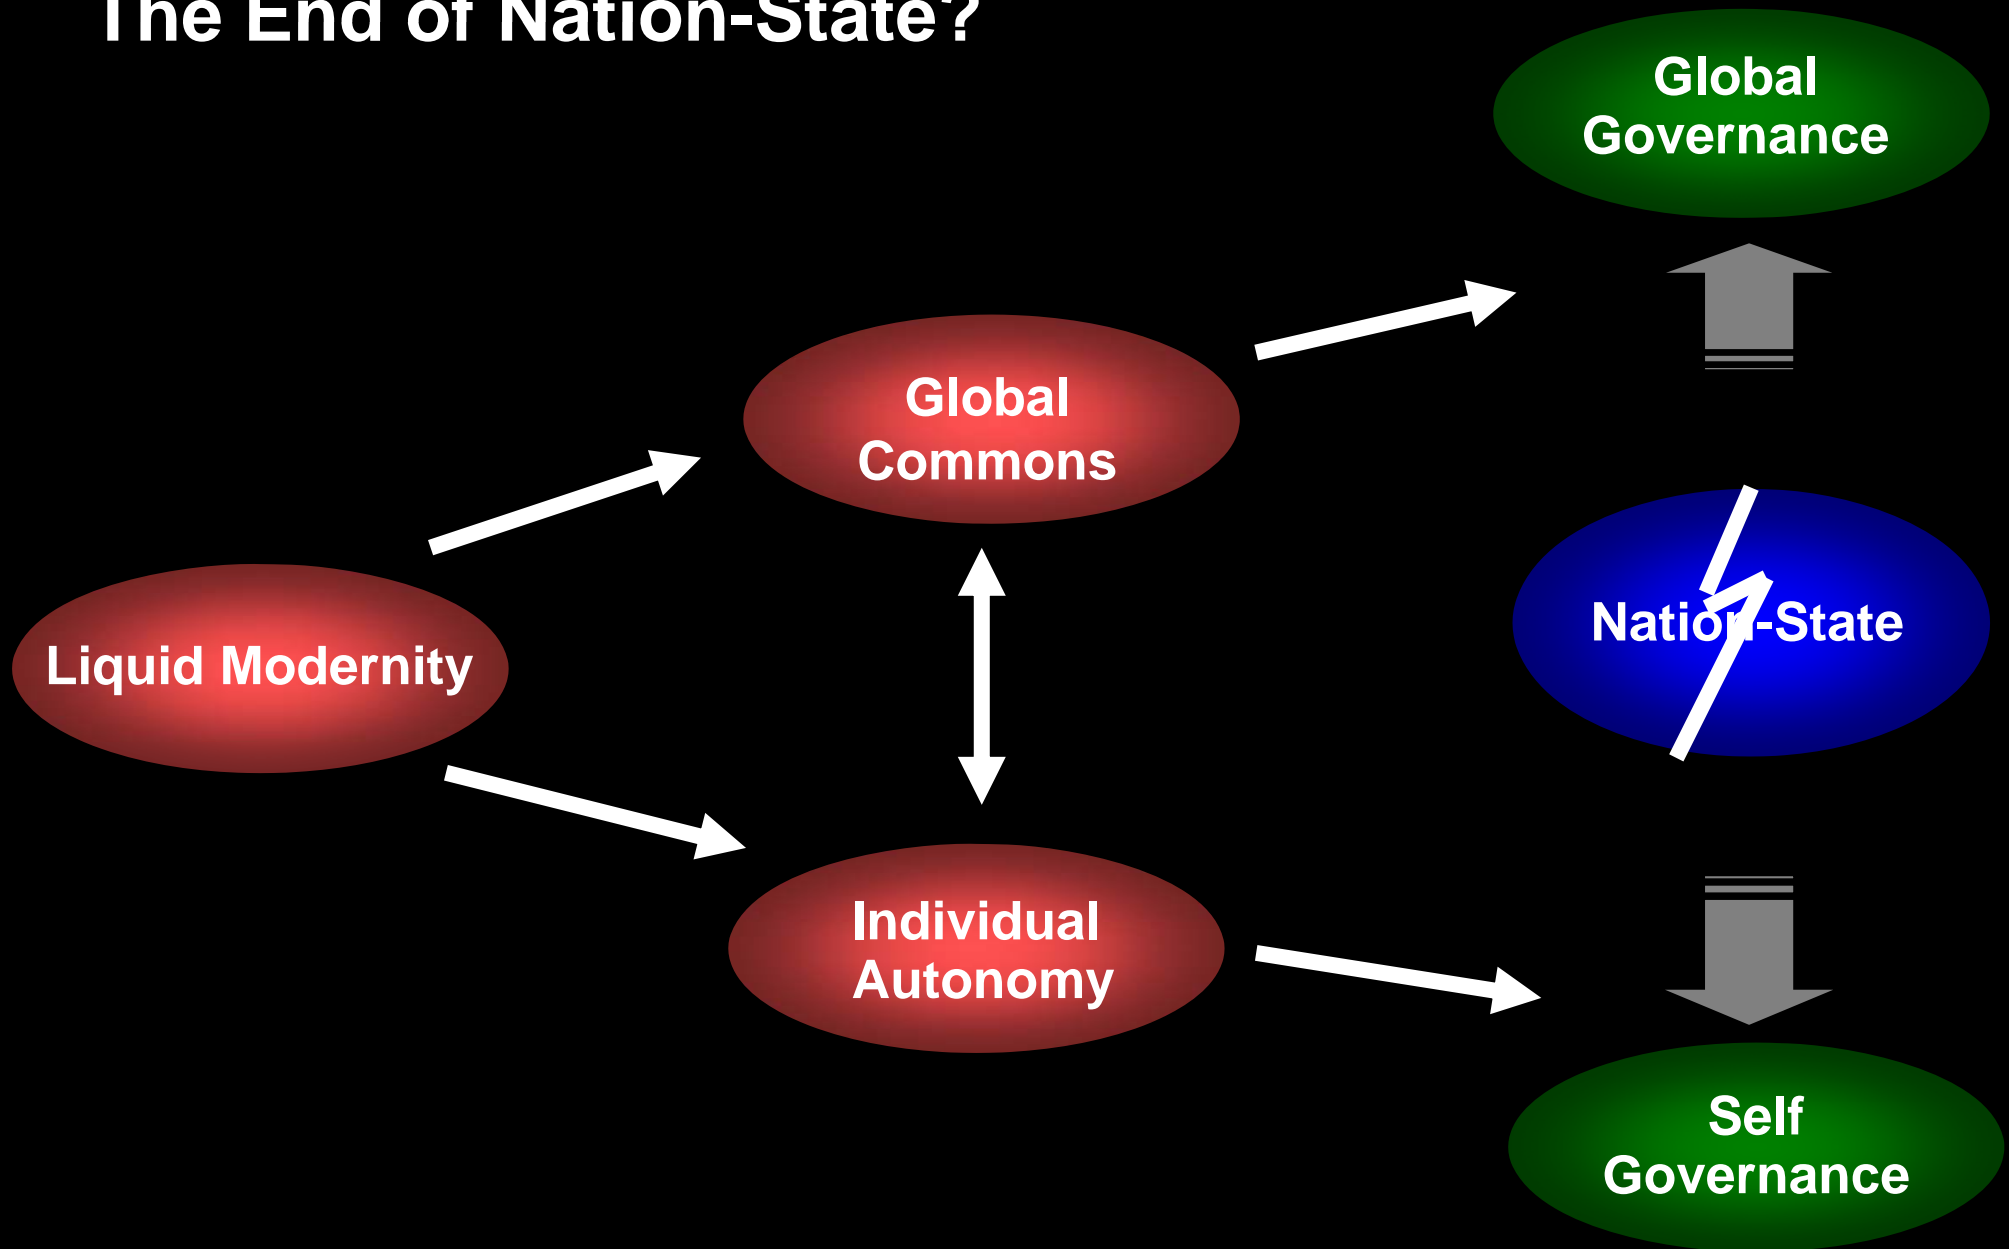 The End of Nation-State?
Global
Governance
Global
Commons
Nation-State
Liquid Modernity
Individual
Autonomy
Self
Governance